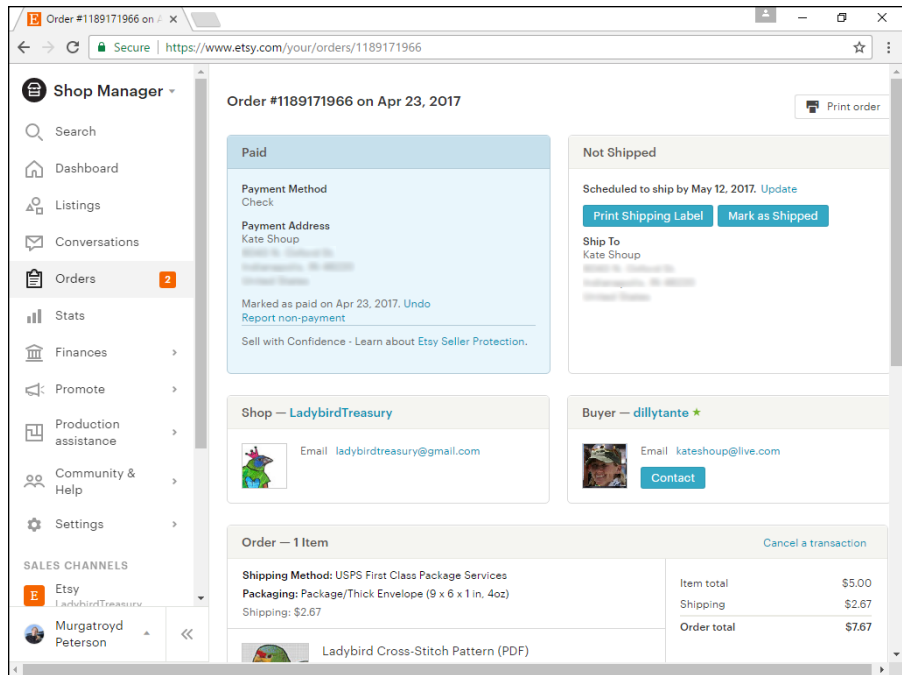 Order #1189171966 on A
Secure
https://www.etsy.com/your/orders/1189171966
Shop Manager
Search
Dashboard
Listings
Conversations
Orders
2
Stats
Finances
Promote
Production
assistance
Community &
Help
Settings
SALES CHANNELS
E
Etsy
LadybirdTreasury
Murgatroyd
Peterson
Order #1189171966 on Apr 23, 2017
Print order
Paid
Payment Method
Check
Payment Address
Kate Shoup
Marked as paid on Apr 23, 2017. Undo
Report non-payment
Sell with Confidence - Learn about Etsy Seller Protection.
Not Shipped
Scheduled to ship by May 12, 2017. Update
Print Shipping Label
Mark as Shipped
Ship To
Kate Shoup
Shop — LadybirdTreasury
Email ladybirdtreasury@gmail.com
Buyer — dillytante
Email kateshoup@live.com
Contact
Order — 1 Item
Cancel a transaction
Shipping Method: USPS First Class Package Services
Packaging: Package/Thick Envelope (9 x 6 x 1 in, 4oz)
Shipping: $2.67
Ladybird Cross-Stitch Pattern (PDF)
Item total $5.00
Shipping $2.67
Order total $7.67